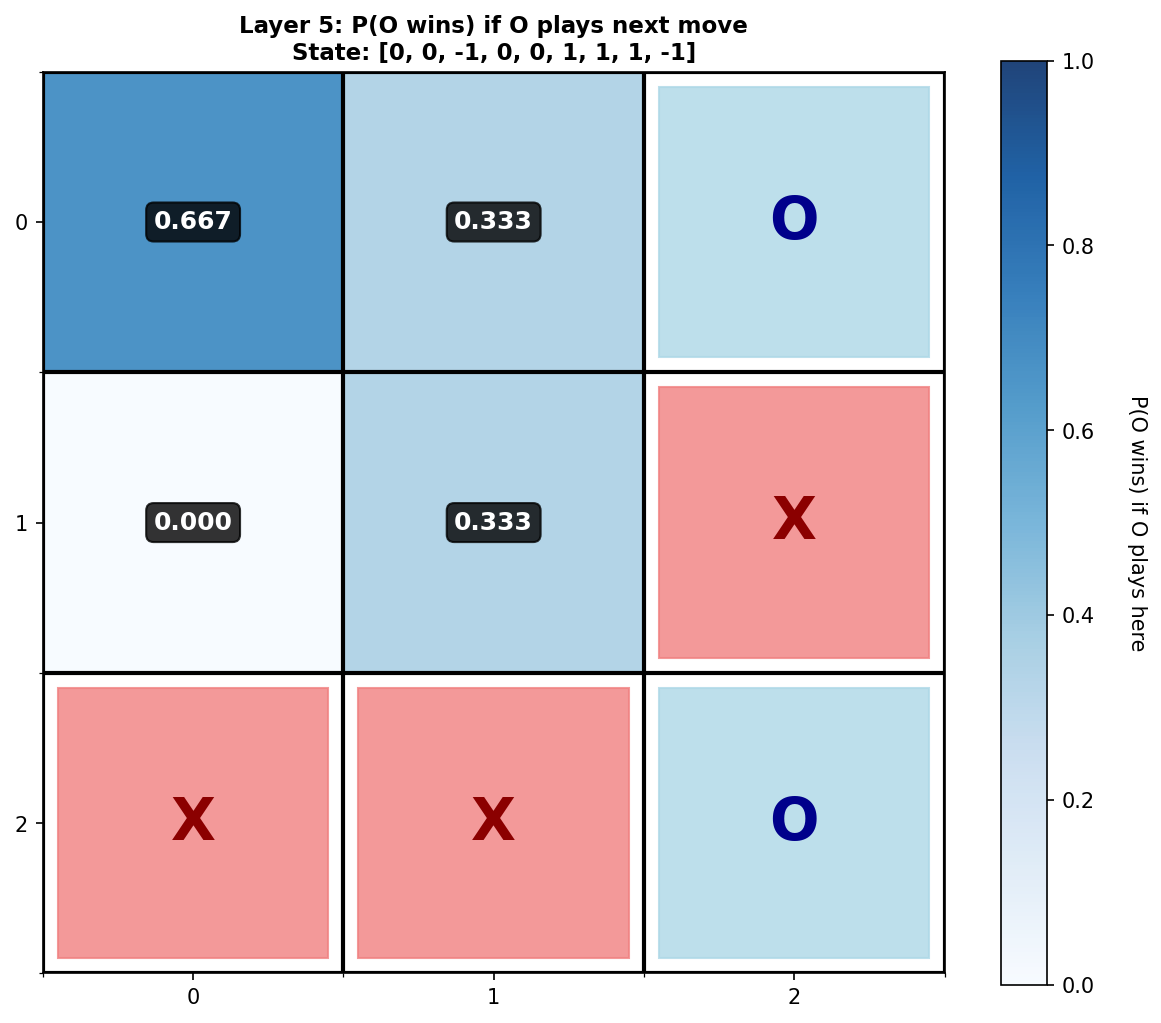 Layer 5: P(O wins) if O plays next move
State: [0, 0, -1, 0, 0, 1, 1, 1, -1]
0
0.667
0.333
O
1
0.000
0.333
X
2
X
X
O
0
1
2
1.0
0.8
0.6
0.4
0.2
0.0
P(O wins) if O plays here